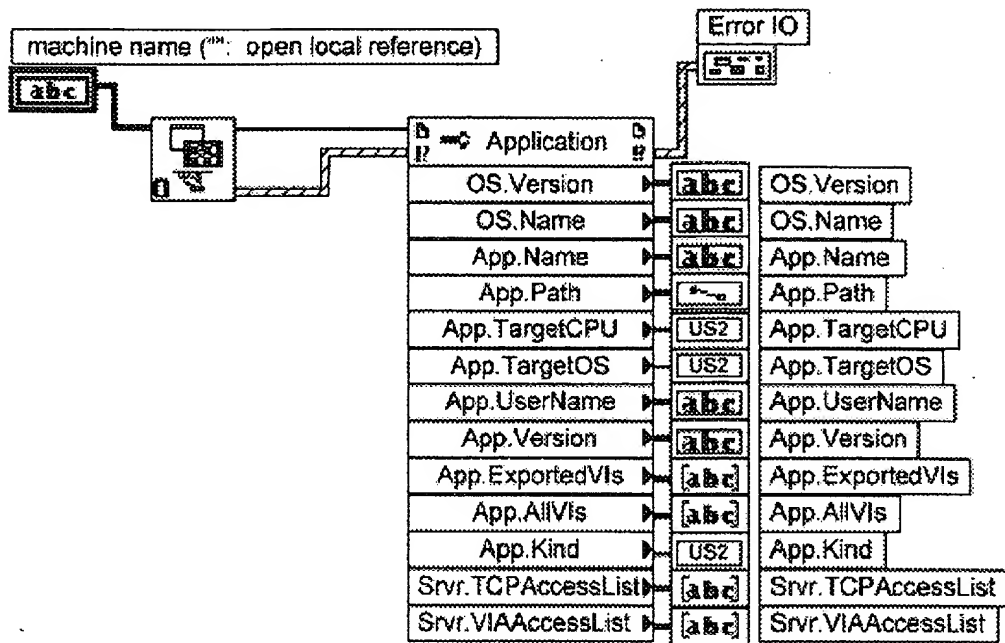 Error IO
machine name ("": open local reference)
abc
Application
OS.Version abc OS.Version
OS.Name abc OS.Name
App.Name abc App.Name
App.Path App.Path
App.TargetCPU US2 App.TargetCPU
App.TargetOS US2 App.TargetOS
App.UserName abc App.UserName
App.Version abc App.Version
App.ExportedVIs [abc] App.ExportedVIs
App.AllVIs [abc] App.AllVIs
App.Kind US2 App.Kind
Srvr.TCPAccessList [abc] Srvr.TCPAccessList
Srvr.VIAAccessList [abc] Srvr.VIAAccessList